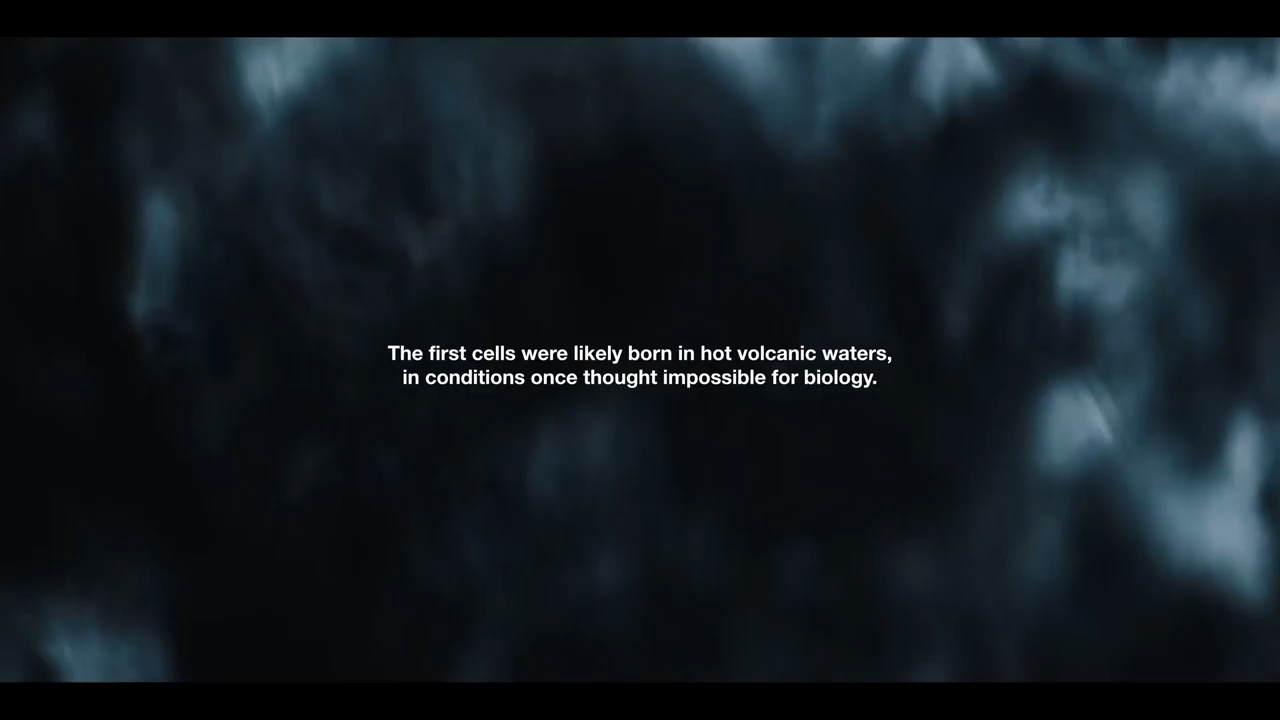 The first cells were likely born in hot volcanic waters,
in conditions once thought impossible for biology.